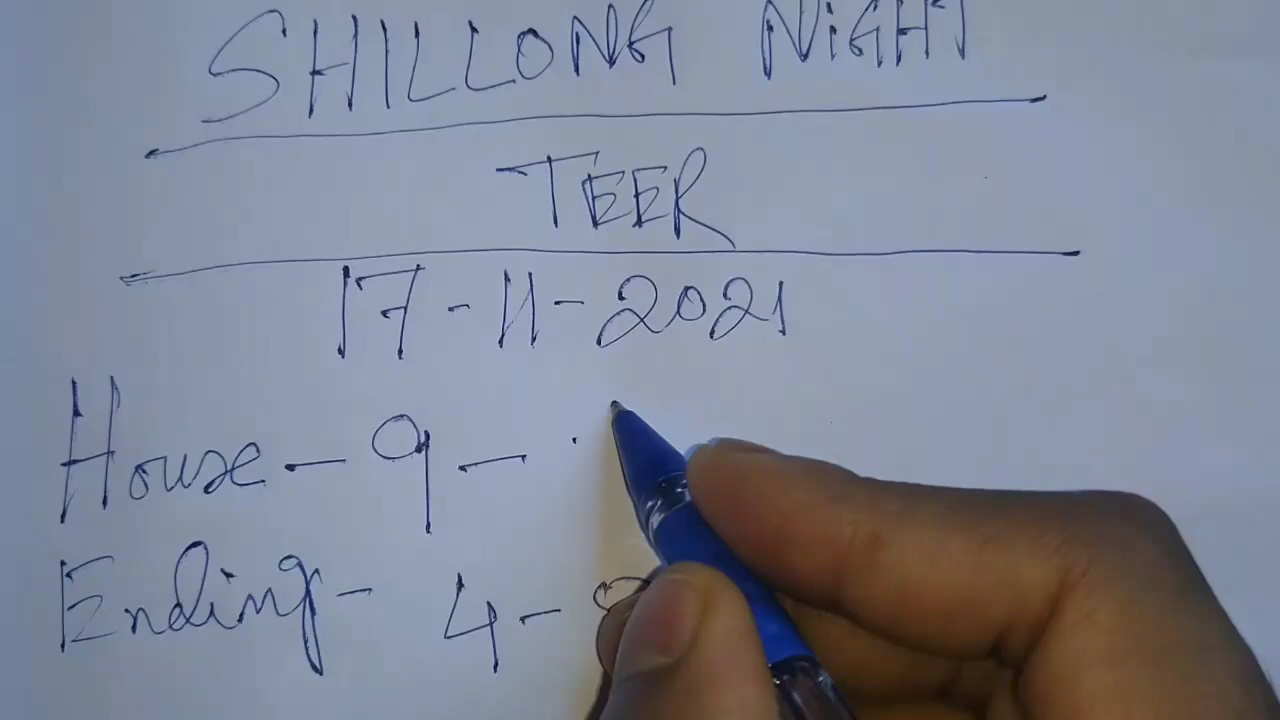 SHILLONG NIGHT
TEER
17-11-2021
House - 9 -
Ending - 4 -